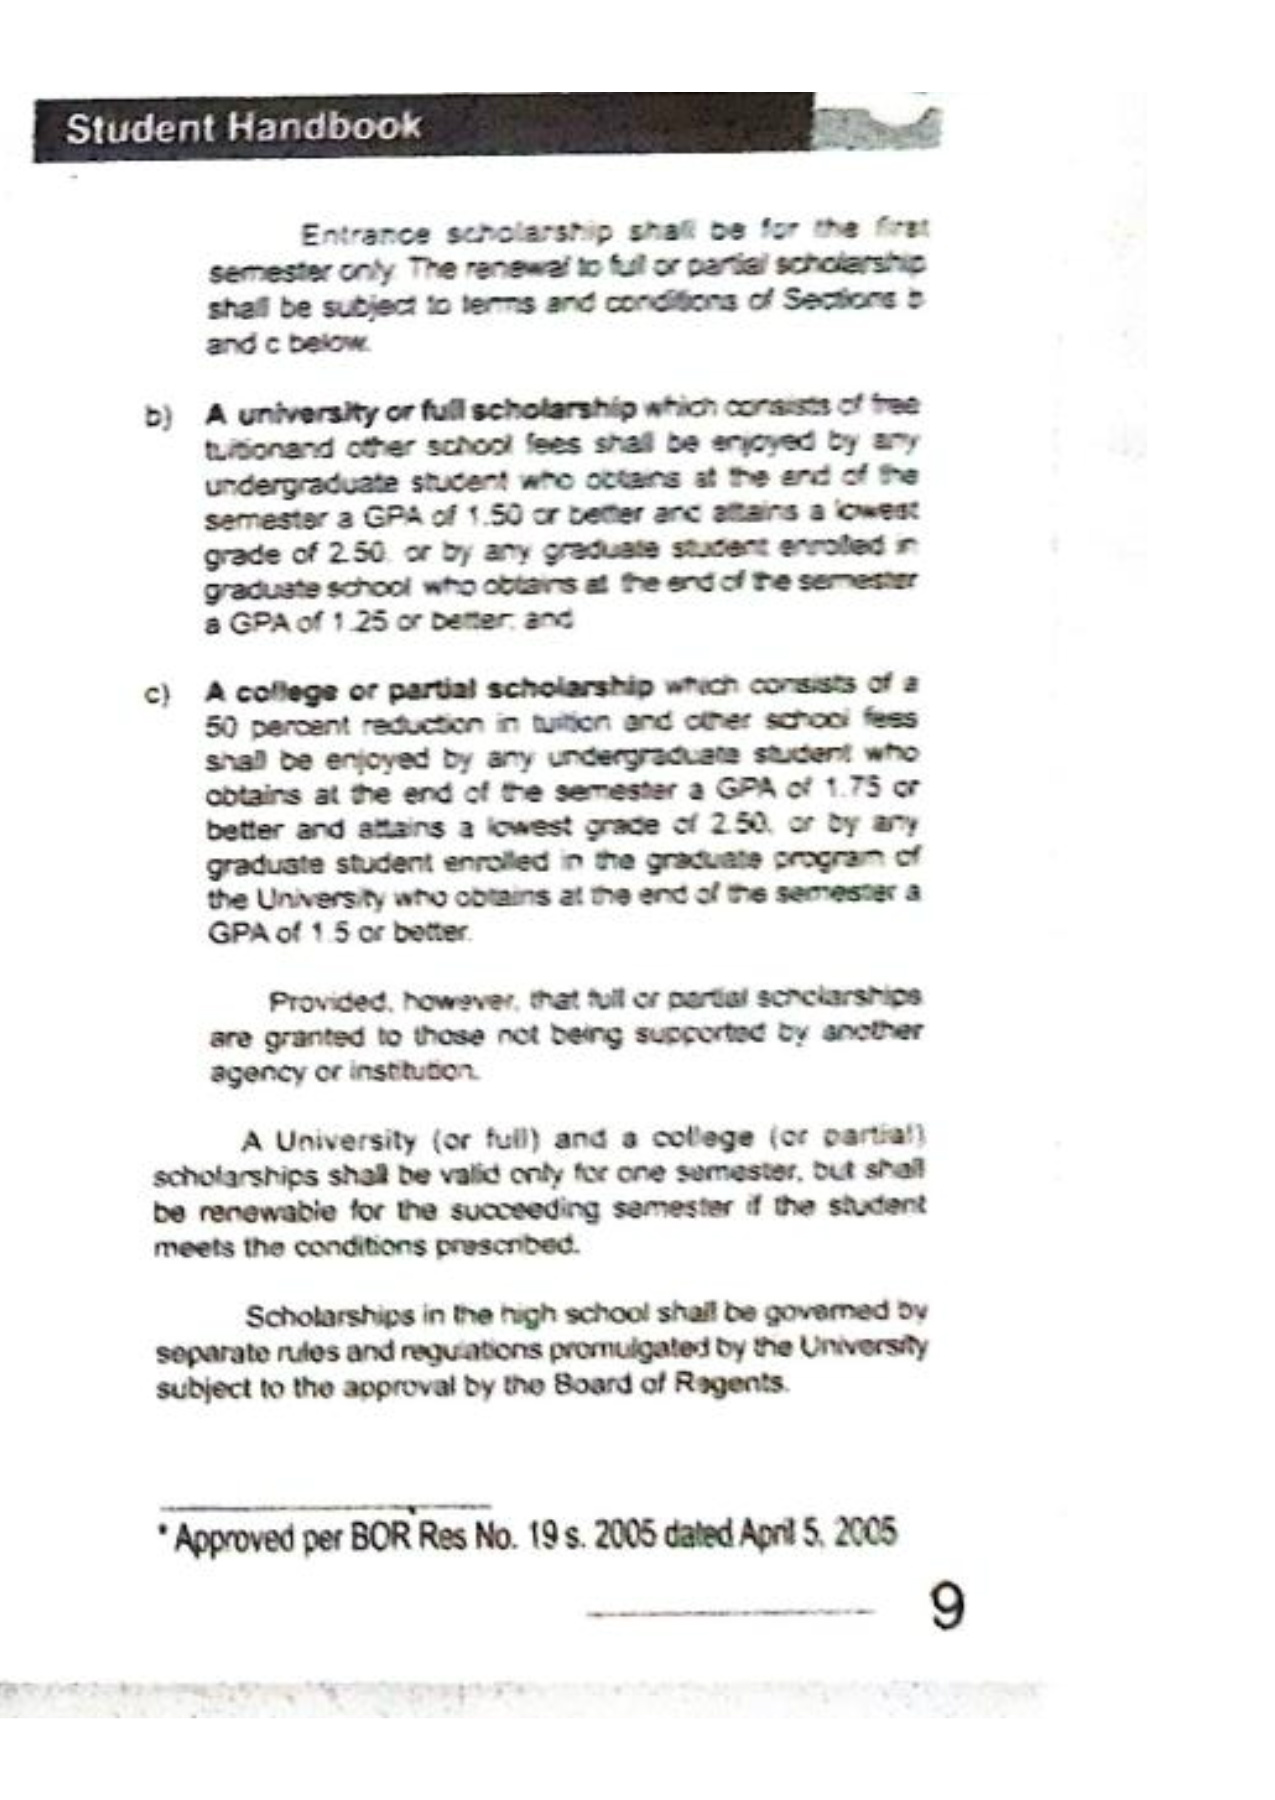 Student Handbook
Entrance scholarship shall be for the first
semester only. The renewal to full or partial scholarship
shall be subject to terms and conditions of Sections b
and c below.
b) A university or full scholarship which consists of free
tuitionand other school fees shall be enjoyed by any
undergraduate student who obtains at the end of the
semester a GPA of 1.50 or better and attains a lowest
grade of 2.50, or by any graduate student enrolled in
graduate school who obtains at the end of the semester
a GPA of 1.25 or better; and
c) A college or partial scholarship which consists of a
50 percent reduction in tuition and other school fees
shall be enjoyed by any undergraduate student who
obtains at the end of the semester a GPA of 1.75 or
better and attains a lowest grade of 2.50, or by any
graduate student enrolled in the graduate program of
the University who obtains at the end of the semester a
GPA of 1.5 or better.
Provided, however, that full or partial scholarships
are granted to those not being supported by another
agency or institution.
A University (or full) and a college (or partial)
scholarships shall be valid only for one semester, but shall
be renewable for the succeeding semester if the student
meets the conditions prescribed.
Scholarships in the high school shall be governed by
separate rules and regulations promulgated by the University
subject to the approval by the Board of Regents.
* Approved per BOR Res No. 19 s. 2005 dated April 5, 2005
9